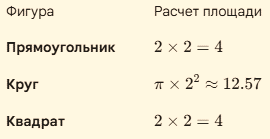 Фигура Расчет площади
Прямоугольник 2 × 2 = 4
Круг π × 2² ≈ 12.57
Квадрат 2 × 2 = 4